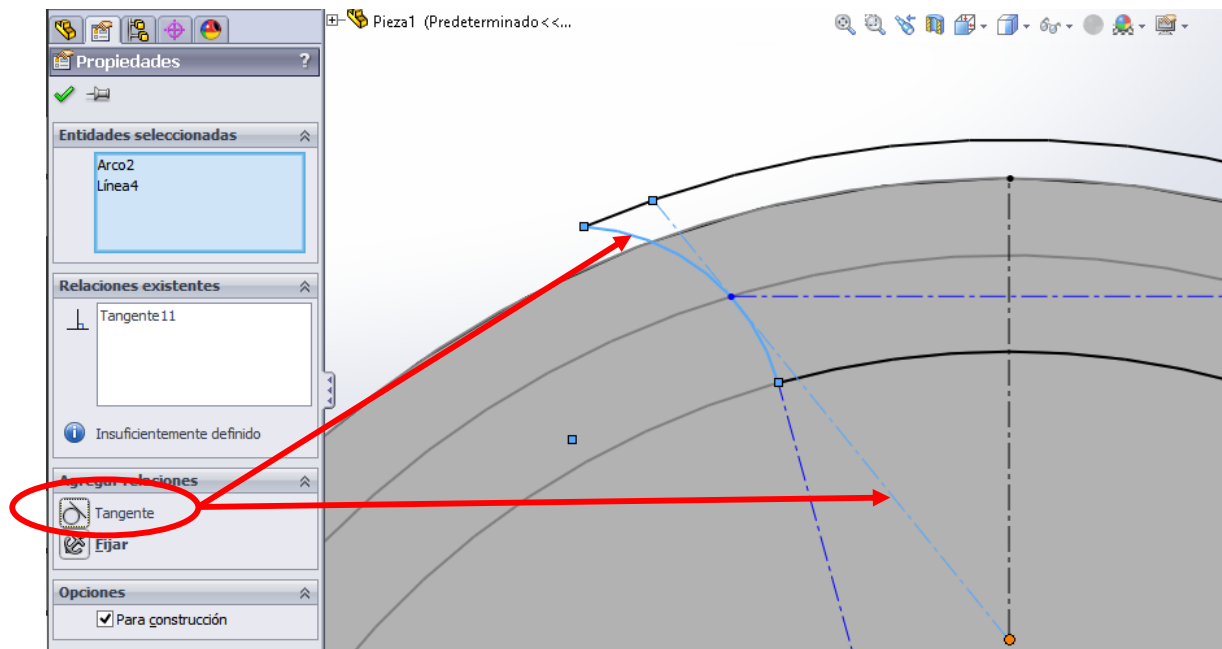 Pieza1 (Predeterminado<<...
Propiedades ?
Entidades seleccionadas
Arco2
Línea4
Relaciones existentes
Tangente11
Insuficientemente definido
Agregar relaciones
Tangente
Fijar
Opciones
Para construcción